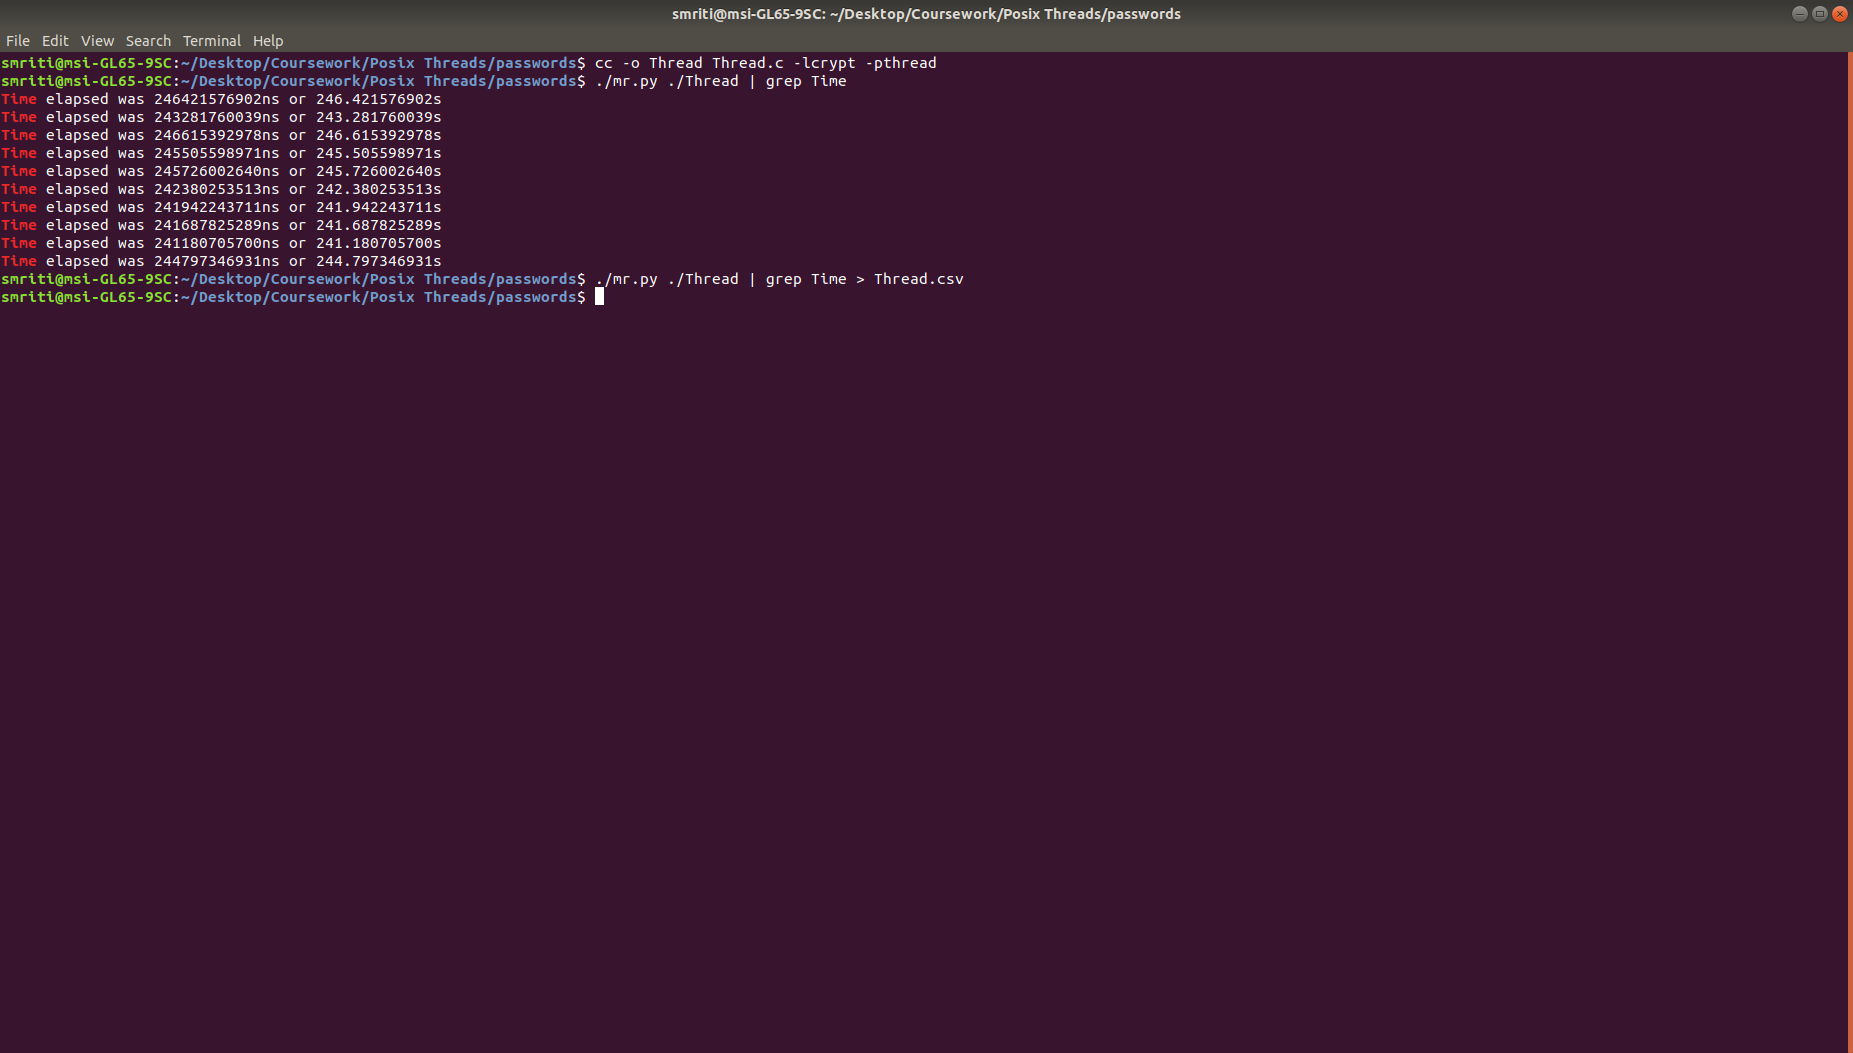 smriti@msi-GL65-9SC: ~/Desktop/Coursework/Posix Threads/passwords
File Edit View Search Terminal Help
smriti@msi-GL65-9SC:~/Desktop/Coursework/Posix Threads/passwords$ cc -o Thread Thread.c -lcrypt -pthread
smriti@msi-GL65-9SC:~/Desktop/Coursework/Posix Threads/passwords$ ./mr.py ./Thread | grep Time
Time elapsed was 246421576902ns or 246.421576902s
Time elapsed was 243281760039ns or 243.281760039s
Time elapsed was 246615392978ns or 246.615392978s
Time elapsed was 245505598971ns or 245.505598971s
Time elapsed was 245726002640ns or 245.726002640s
Time elapsed was 242380253513ns or 242.380253513s
Time elapsed was 241942243711ns or 241.942243711s
Time elapsed was 241687825289ns or 241.687825289s
Time elapsed was 241180705700ns or 241.180705700s
Time elapsed was 244797346931ns or 244.797346931s
smriti@msi-GL65-9SC:~/Desktop/Coursework/Posix Threads/passwords$ ./mr.py ./Thread | grep Time > Thread.csv
smriti@msi-GL65-9SC:~/Desktop/Coursework/Posix Threads/passwords$